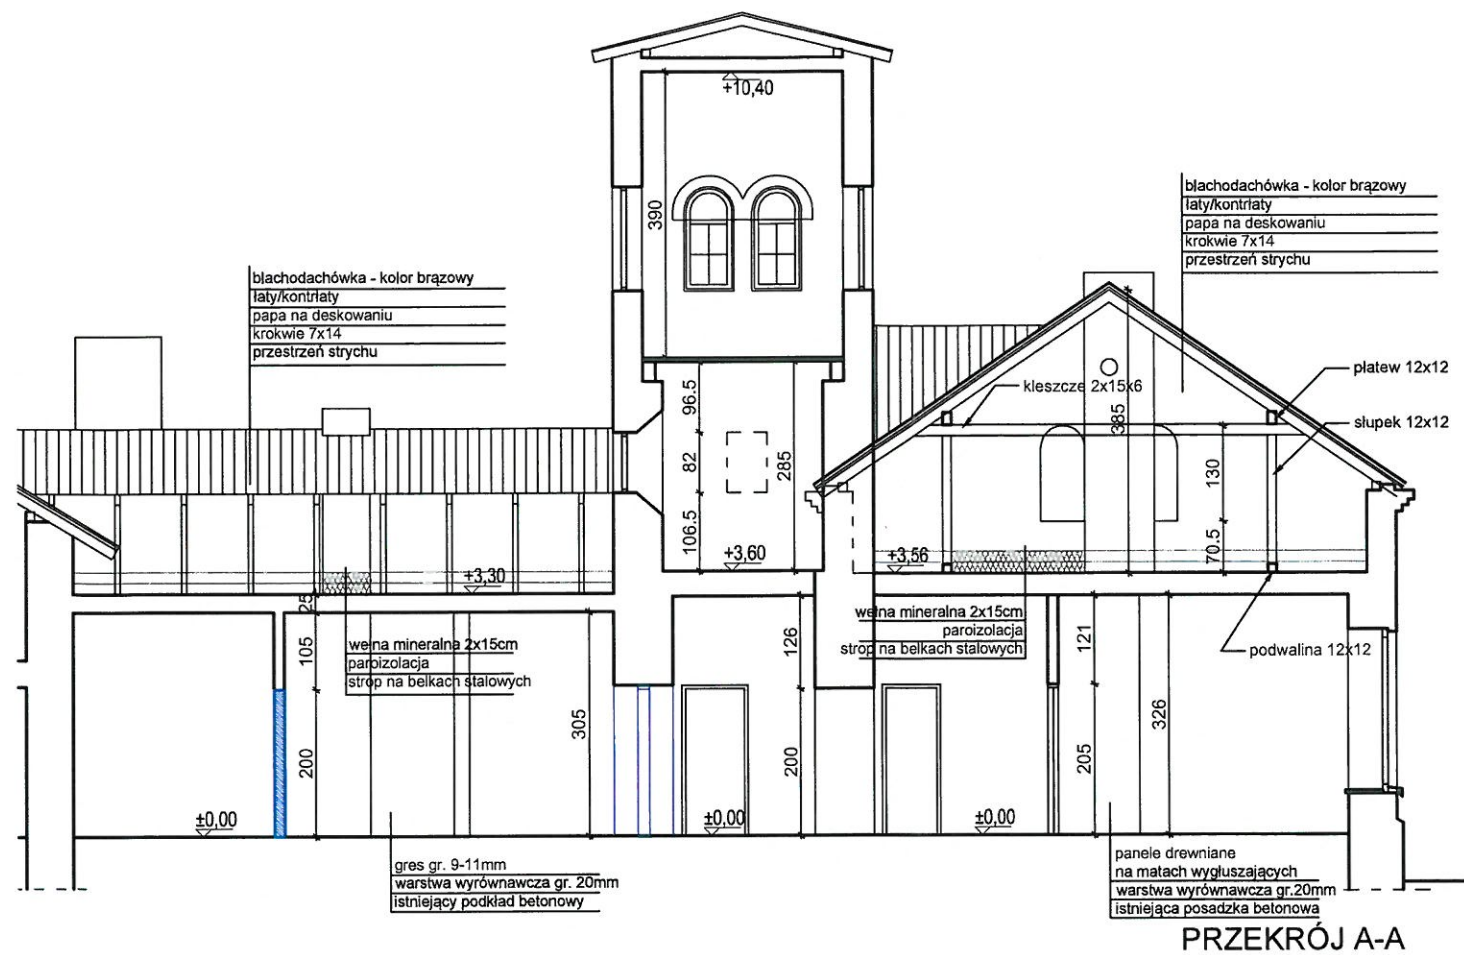 +10,40
390
blachodachówka - kolor brązowy
łaty/kontrłaty
papa na deskowaniu
krokwie 7x14
przestrzeń strychu
blachodachówka - kolor brązowy
łaty/kontrłaty
papa na deskowaniu
krokwie 7x14
przestrzeń strychu
płatew 12x12
kleszcze 2x15x6
385
słupek 12x12
96.5
82
285
106.5
130
70.5
+3,60
+3,56
+3,30
25
105
wełna mineralna 2x15cm
paroizolacja
strop na belkach stalowych
126
wełna mineralna 2x15cm
paroizolacja
strop na belkach stalowych
121
podwalina 12x12
305
326
200
200
205
±0,00
±0,00
±0,00
gres gr. 9-11mm
warstwa wyrównawcza gr. 20mm
istniejący podkład betonowy
panele drewniane
na matach wygłuszających
warstwa wyrównawcza gr.20mm
istniejąca posadzka betonowa
PRZEKRÓJ A-A